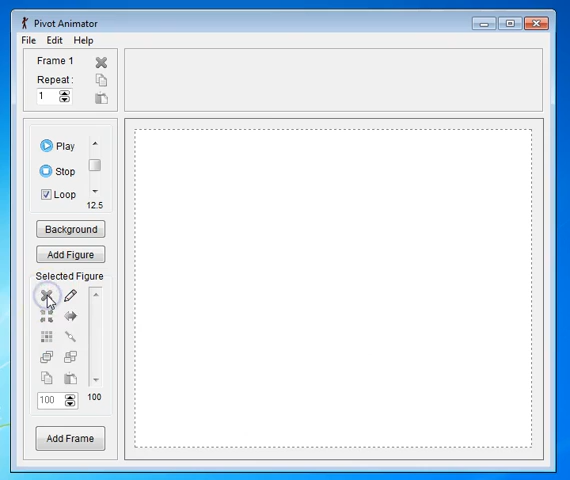 Pivot Animator
File Edit Help
Frame 1
Repeat :
1
Play
Stop
Loop
12.5
Background
Add Figure
Selected Figure
100
100
Add Frame